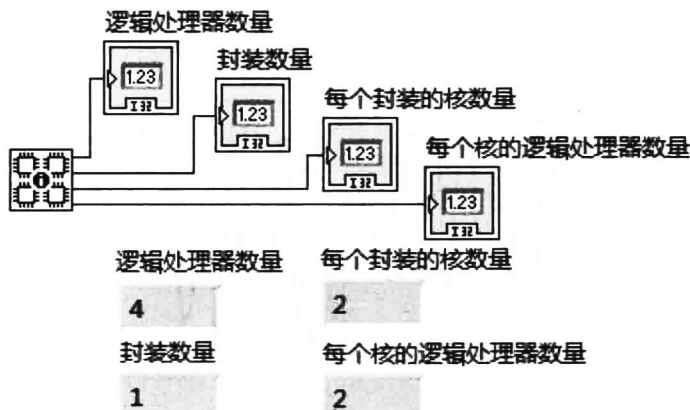 逻辑处理器数量
1.23
I32
封装数量
1.23
I32
每个封装的核数量
1.23
I32
每个核的逻辑处理器数量
1.23
I32
逻辑处理器数量
每个封装的核数量
4
2
封装数量
每个核的逻辑处理器数量
1
2